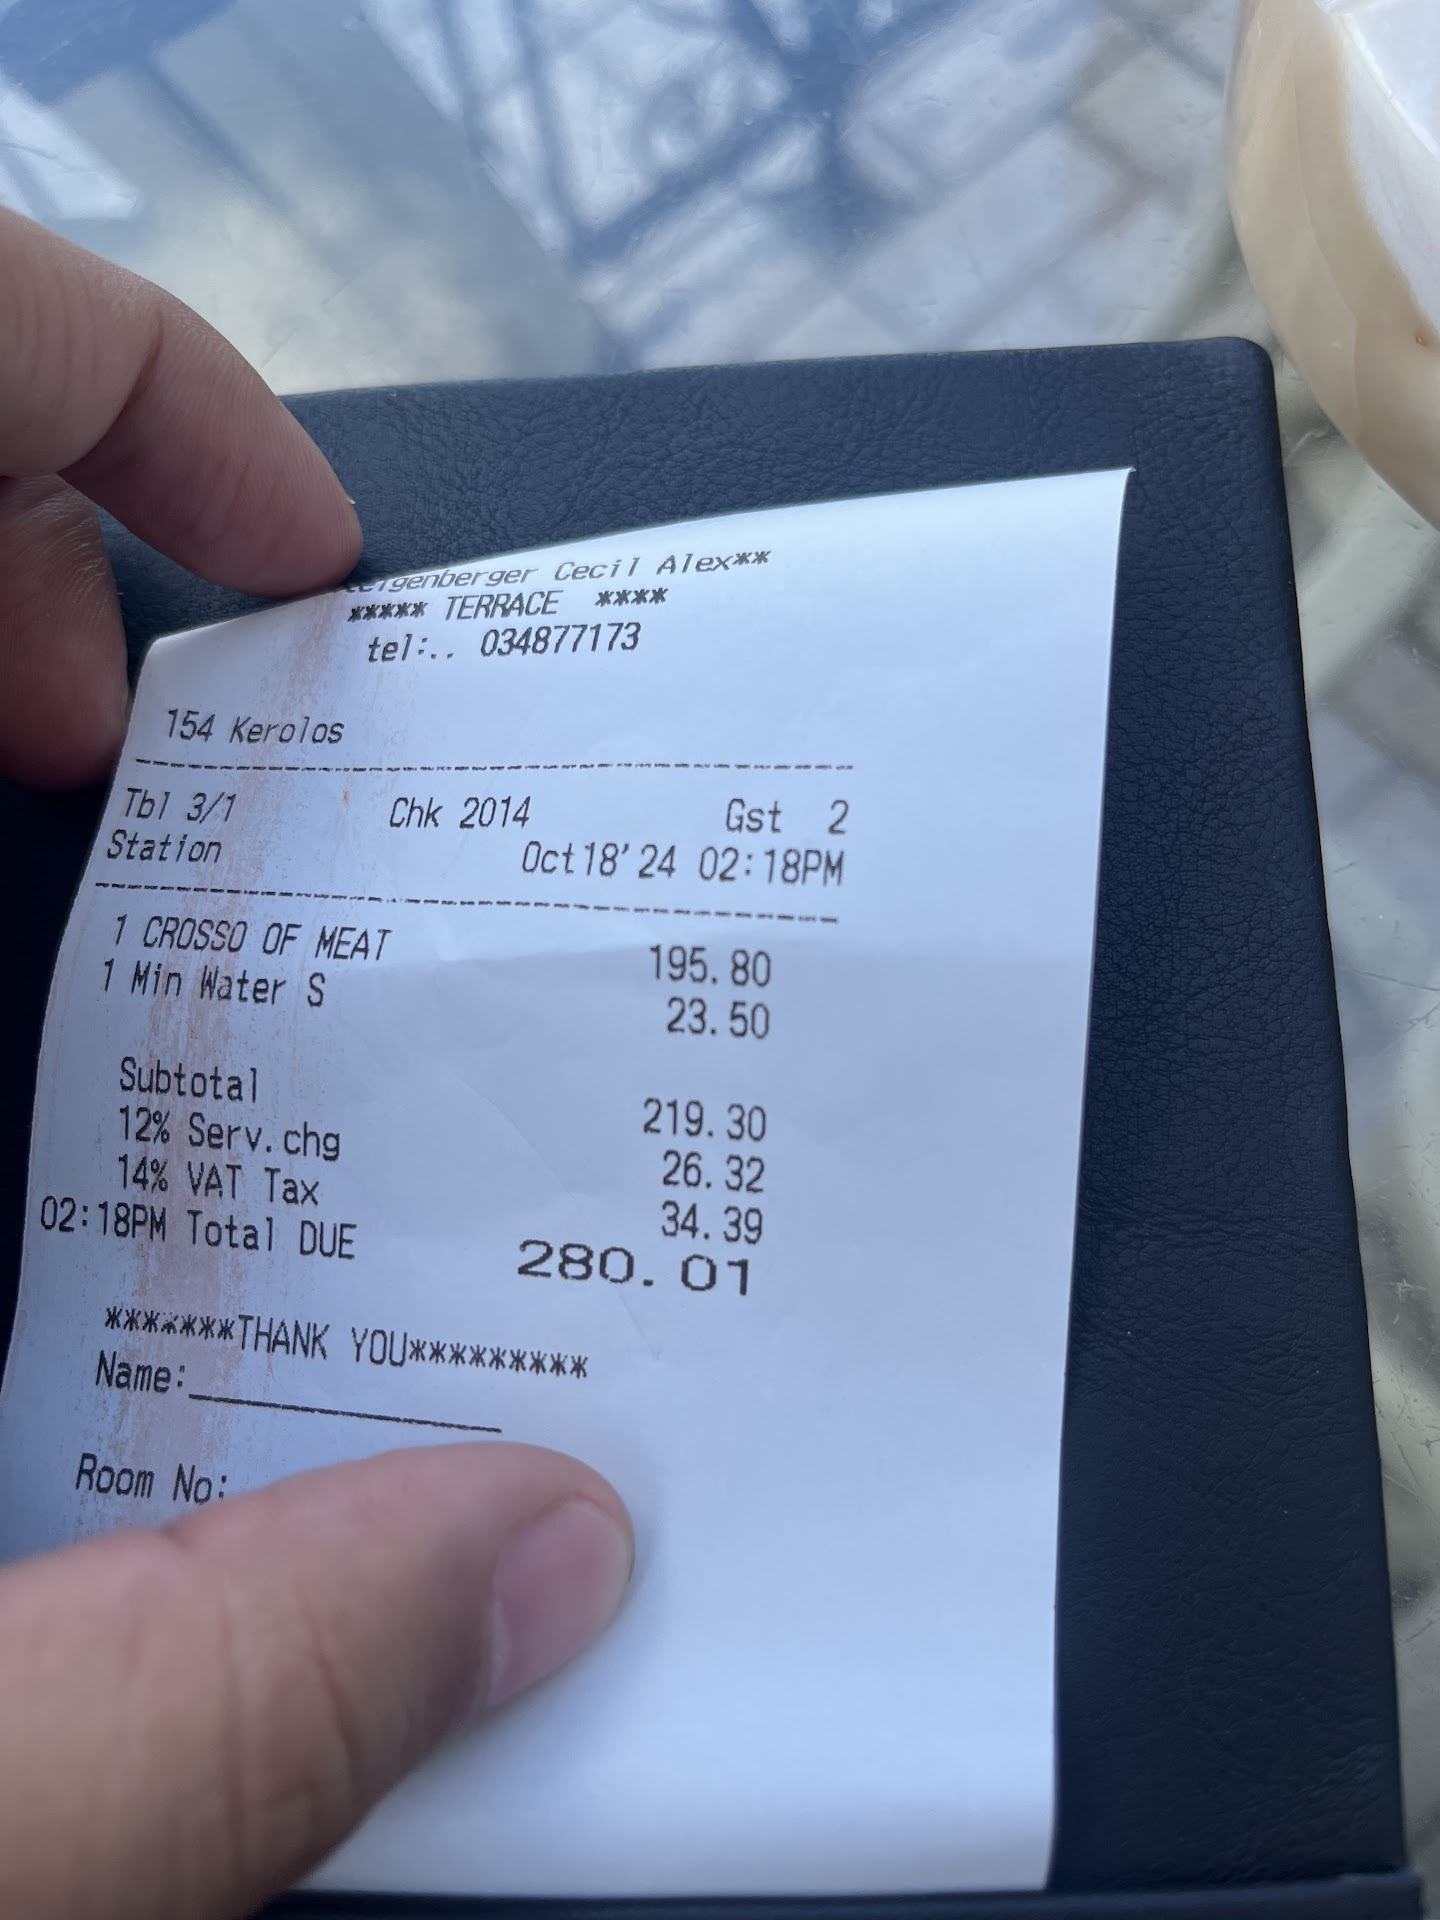 Cecil Alex**
***** TERRACE ****
tel:.. 034877173
154 Kerolos
Tbl 3/1 Chk 2014 Gst 2
Station Oct18'24 02:18PM
1 CROSSO OF MEAT 195.80
1 Min Water S 23.50
Subtotal 219.30
12% Serv.chg 26.32
14% VAT Tax 34.39
02:18PM Total DUE 280.01
*******THANK YOU*********
Name:
Room No: